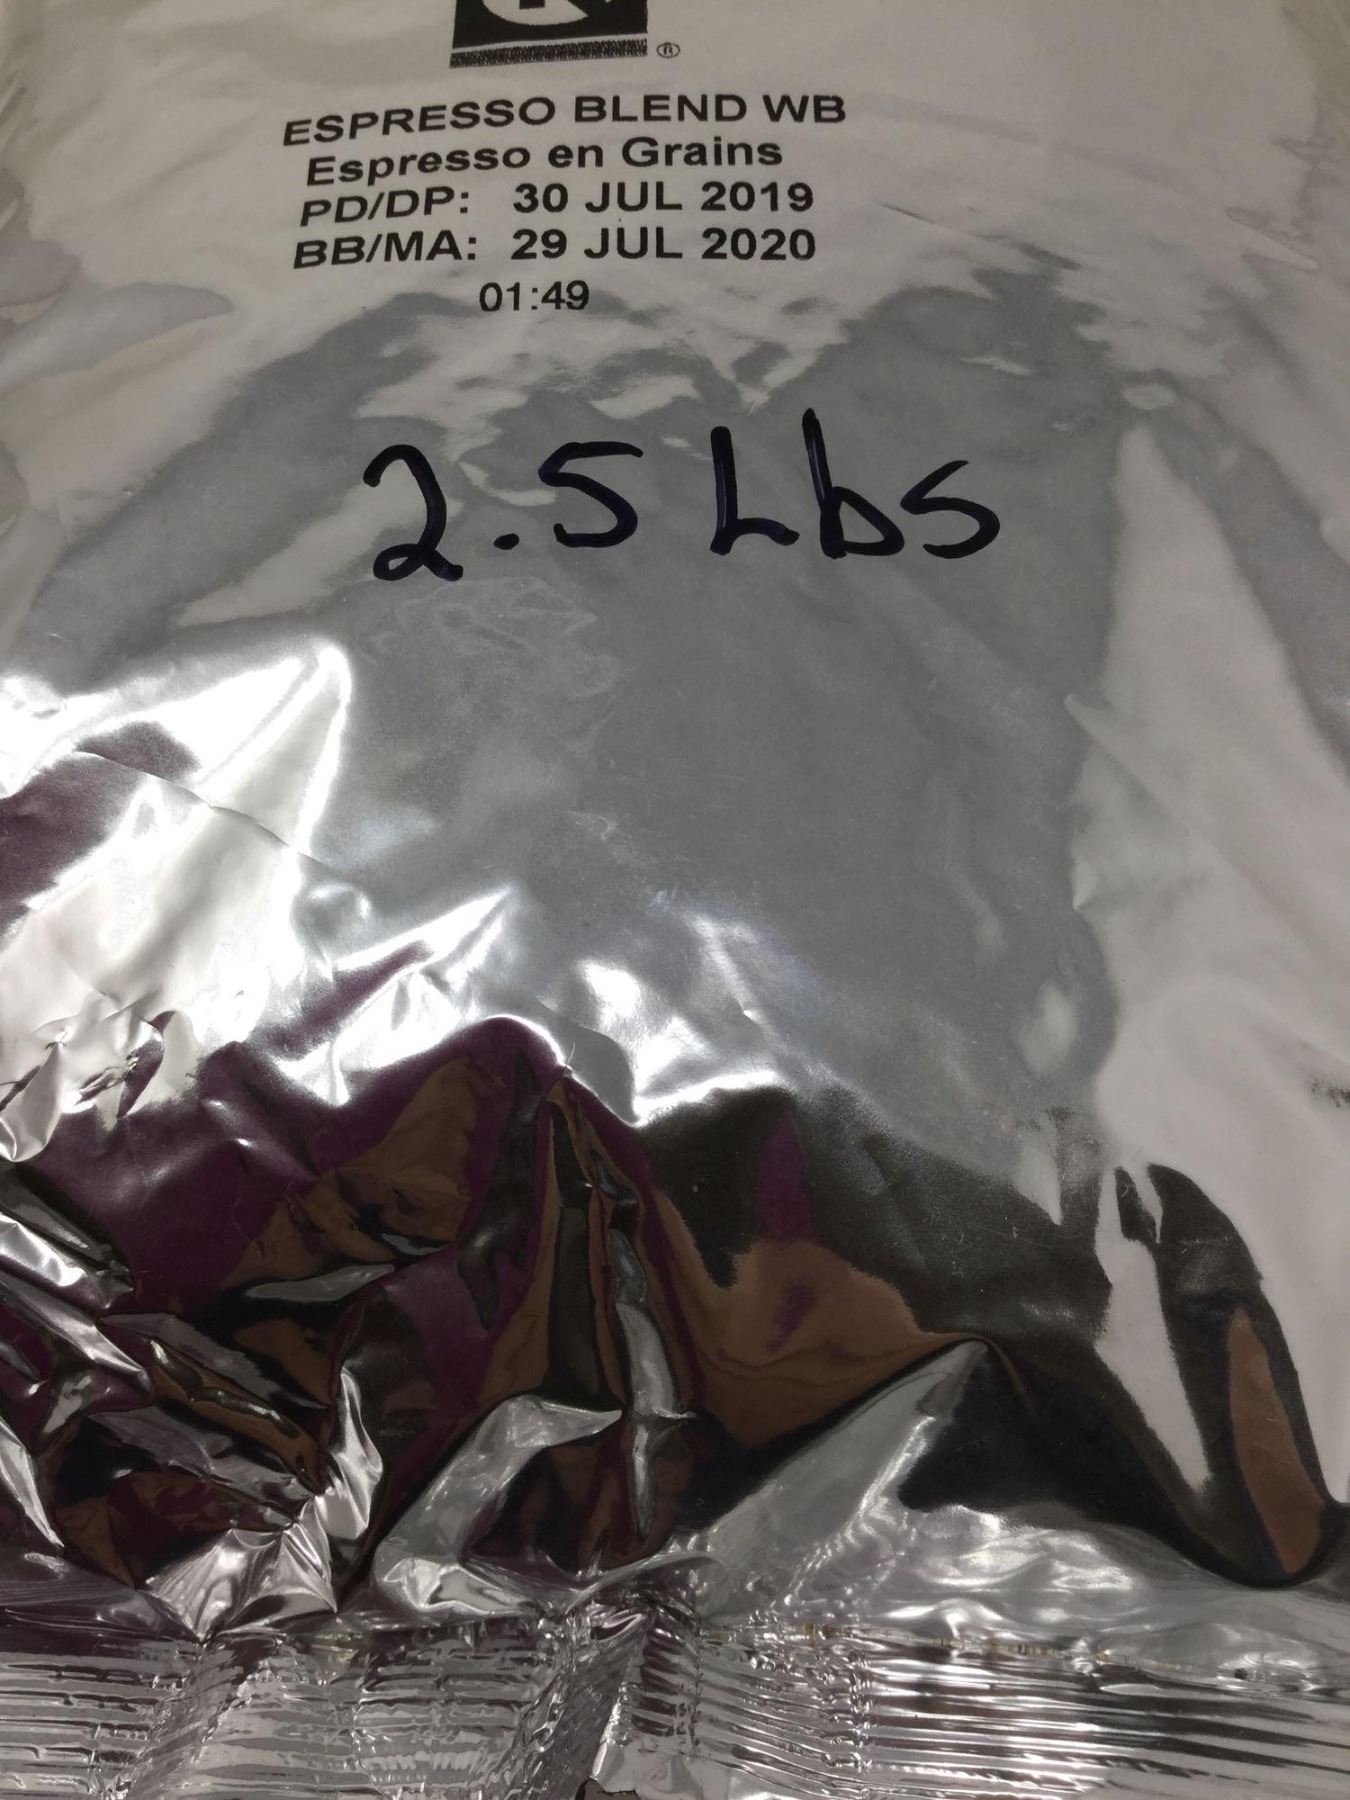 ®
ESPRESSO BLEND WB
Espresso en Grains
PD/DP: 30 JUL 2019
BB/MA: 29 JUL 2020
01:49
2.5 Lbs